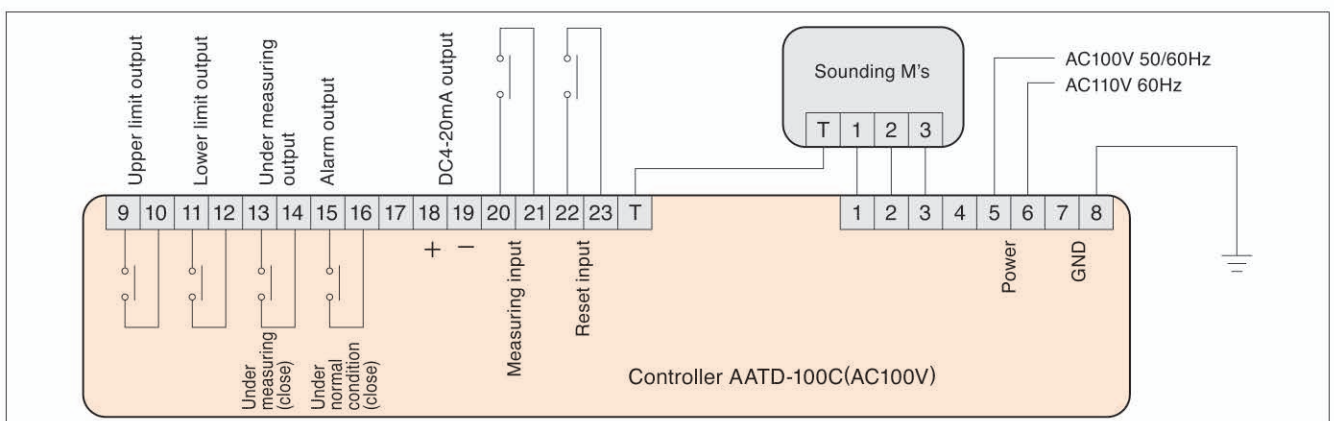 Upper limit output
Lower limit output
Under measuring
output
Alarm output
DC4-20mA output
Sounding M's
T 1 2 3
AC100V 50/60Hz
AC110V 60Hz
9 10 11 12 13 14 15 16 17 18 19 20 21 22 23 T
1 2 3 4 5 6 7 8
+ −
Measuring input
Reset input
Power
GND
Under
measuring
(close)
Under
normal
condition
(close)
Controller AATD-100C(AC100V)